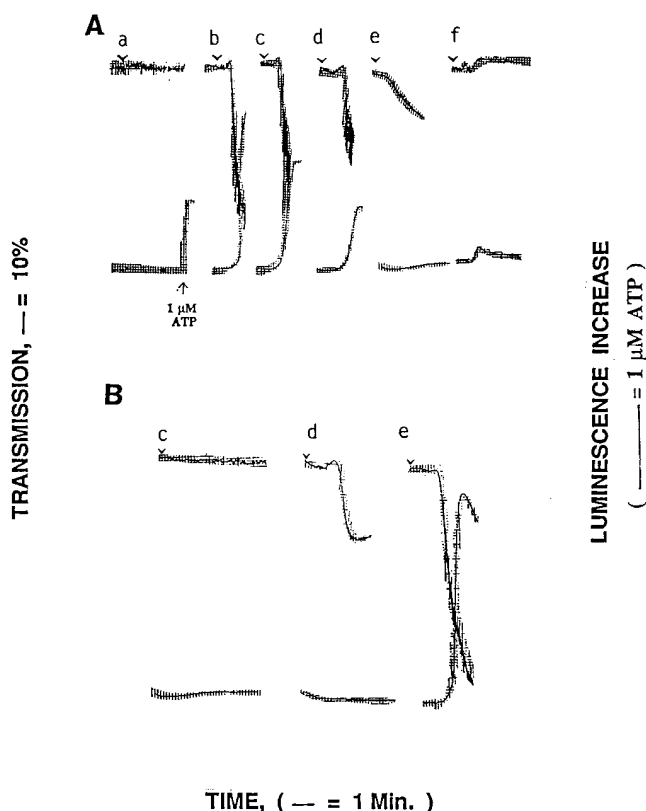 A
a b c d e f
1 μM
ATP
TRANSMISSION, — = 10%
B
c d e
LUMINESCENCE INCREASE
( —— = 1 μM ATP )
TIME, ( — = 1 Min. )